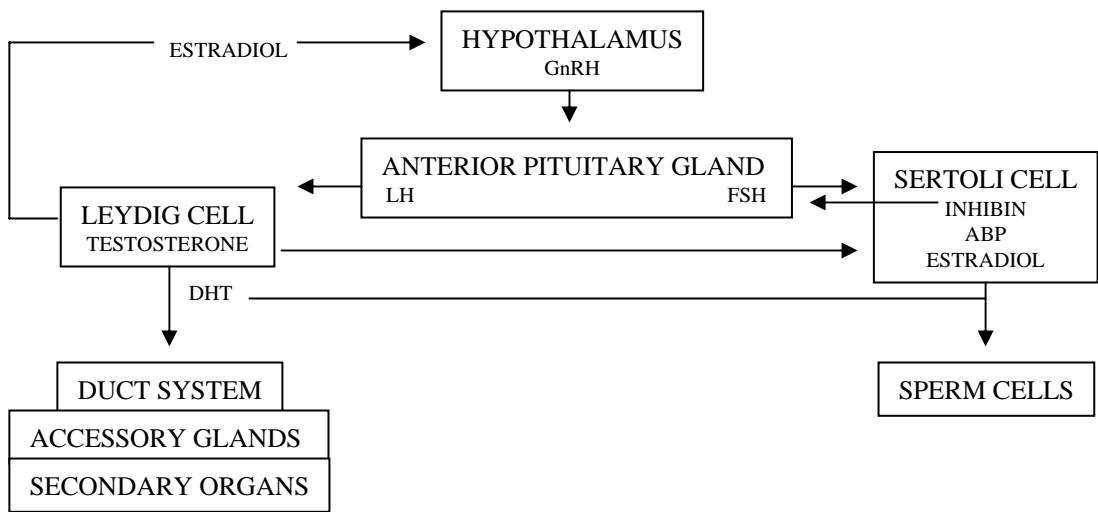 ESTRADIOL
HYPOTHALAMUS
GnRH
ANTERIOR PITUITARY GLAND
LH FSH
LEYDIG CELL
TESTOSTERONE
SERTOLI CELL
INHIBIN
ABP
ESTRADIOL
DHT
DUCT SYSTEM
ACCESSORY GLANDS
SECONDARY ORGANS
SPERM CELLS